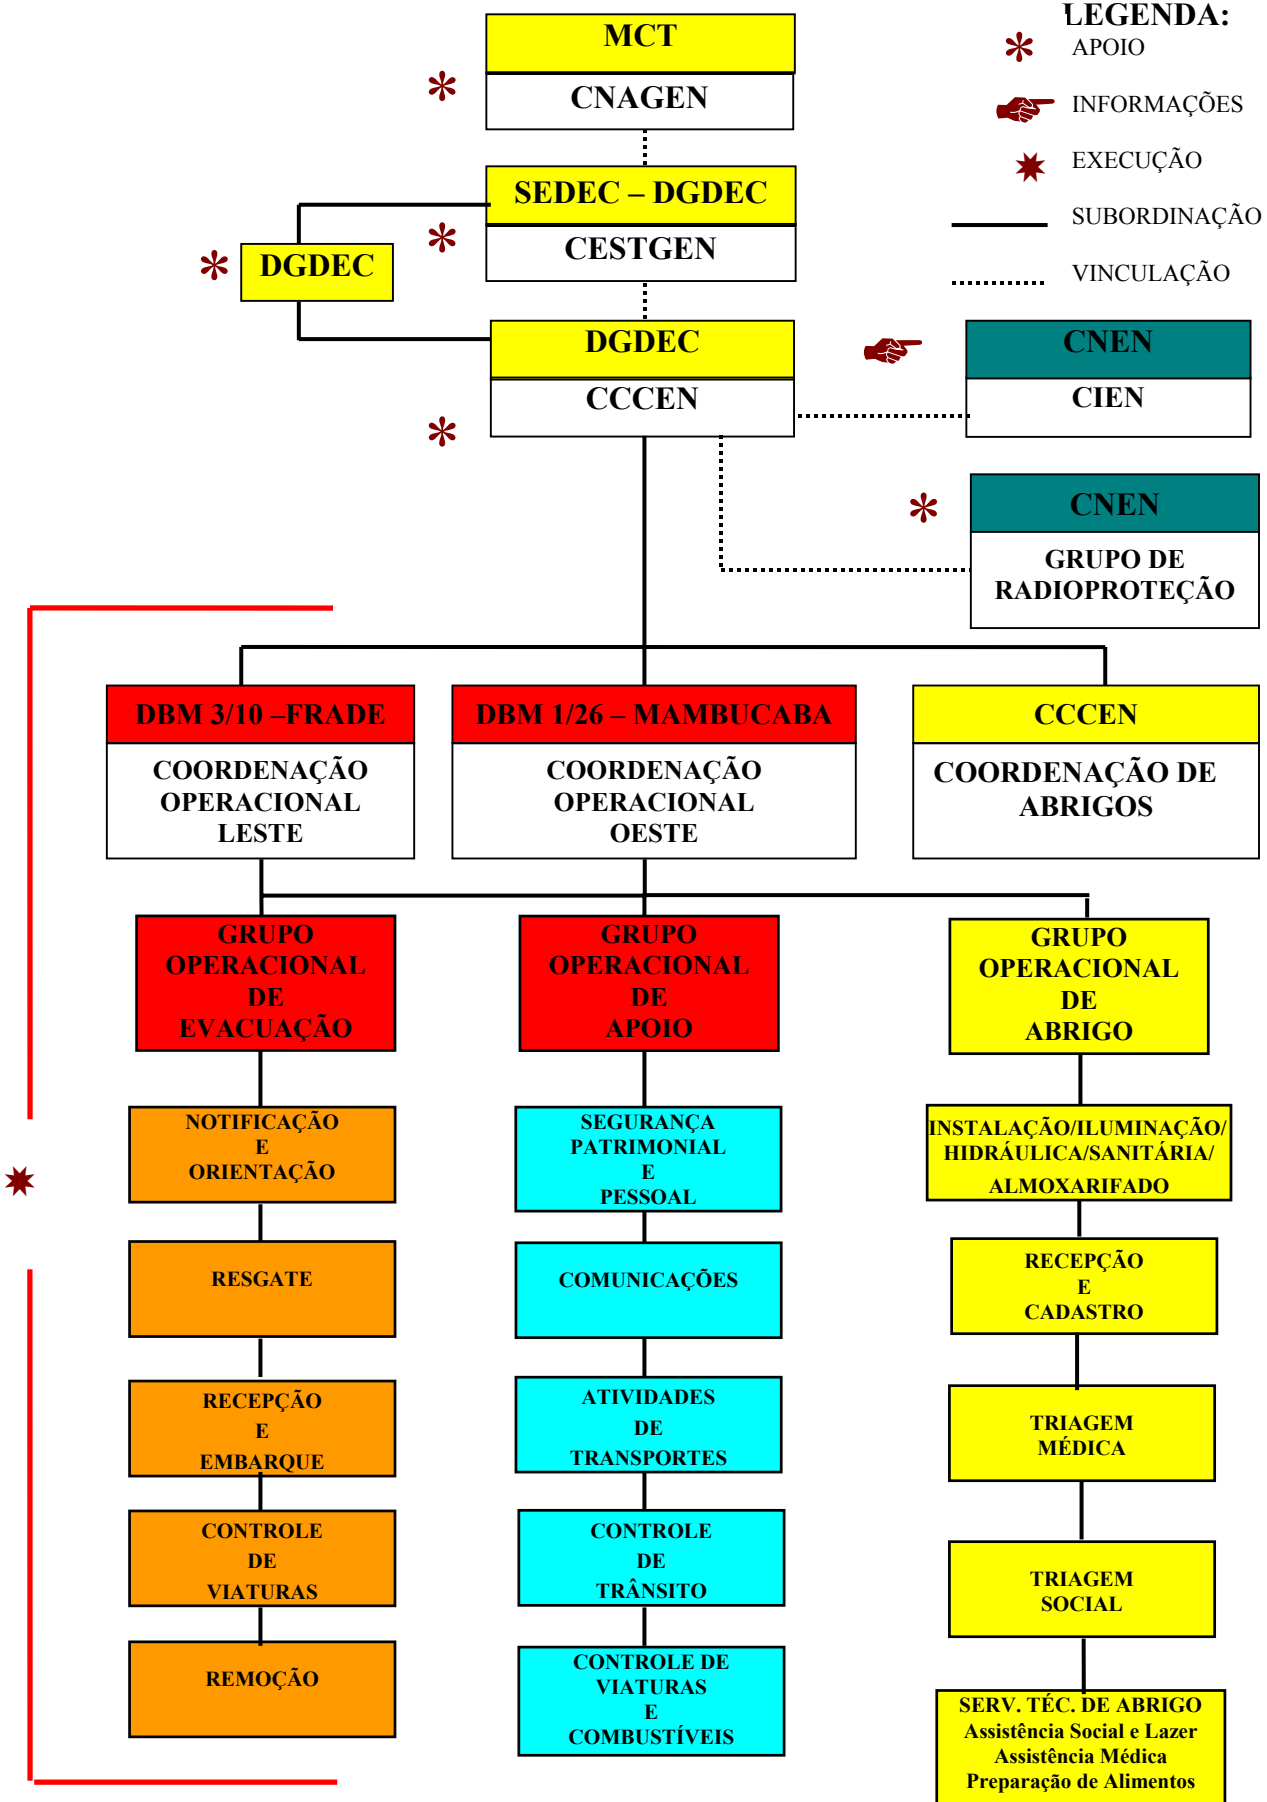 LEGENDA:
APOIO
INFORMAÇÕES
EXECUÇÃO
SUBORDINAÇÃO
VINCULAÇÃO
MCT
CNAGEN
SEDEC – DGDEC
CESTGEN
DGDEC
DGDEC
CCCEN
CNEN
CIEN
CNEN
GRUPO DE
RADIOPROTEÇÃO
DBM 3/10 –FRADE
COORDENAÇÃO
OPERACIONAL
LESTE
DBM 1/26 – MAMBUCABA
COORDENAÇÃO
OPERACIONAL
OESTE
CCCEN
COORDENAÇÃO DE
ABRIGOS
GRUPO
OPERACIONAL
DE
EVACUAÇÃO
NOTIFICAÇÃO
E
ORIENTAÇÃO
RESGATE
RECEPÇÃO
E
EMBARQUE
CONTROLE
DE
VIATURAS
REMOÇÃO
GRUPO
OPERACIONAL
DE
APOIO
SEGURANÇA
PATRIMONIAL
E
PESSOAL
COMUNICAÇÕES
ATIVIDADES
DE
TRANSPORTES
CONTROLE
DE
TRÂNSITO
CONTROLE DE
VIATURAS
E
COMBUSTÍVEIS
GRUPO
OPERACIONAL
DE
ABRIGO
INSTALAÇÃO/ILUMINAÇÃO/
HIDRÁULICA/SANITÁRIA/
ALMOXARIFADO
RECEPÇÃO
E
CADASTRO
TRIAGEM
MÉDICA
TRIAGEM
SOCIAL
SERV. TÉC. DE ABRIGO
Assistência Social e Lazer
Assistência Médica
Preparação de Alimentos